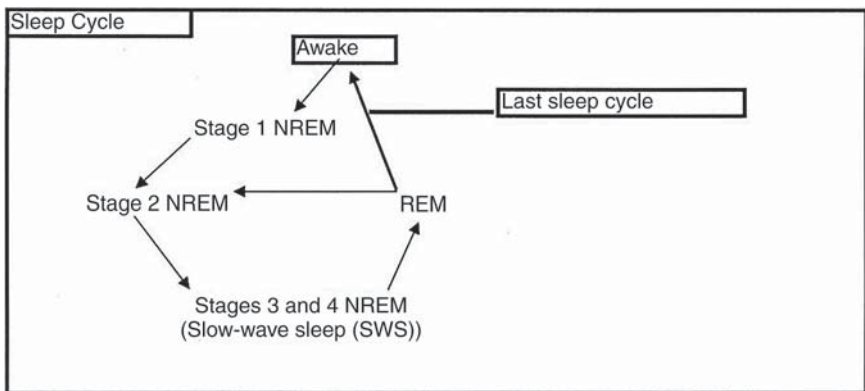 Sleep Cycle
Awake
Last sleep cycle
Stage 1 NREM
Stage 2 NREM
REM
Stages 3 and 4 NREM
(Slow-wave sleep (SWS))